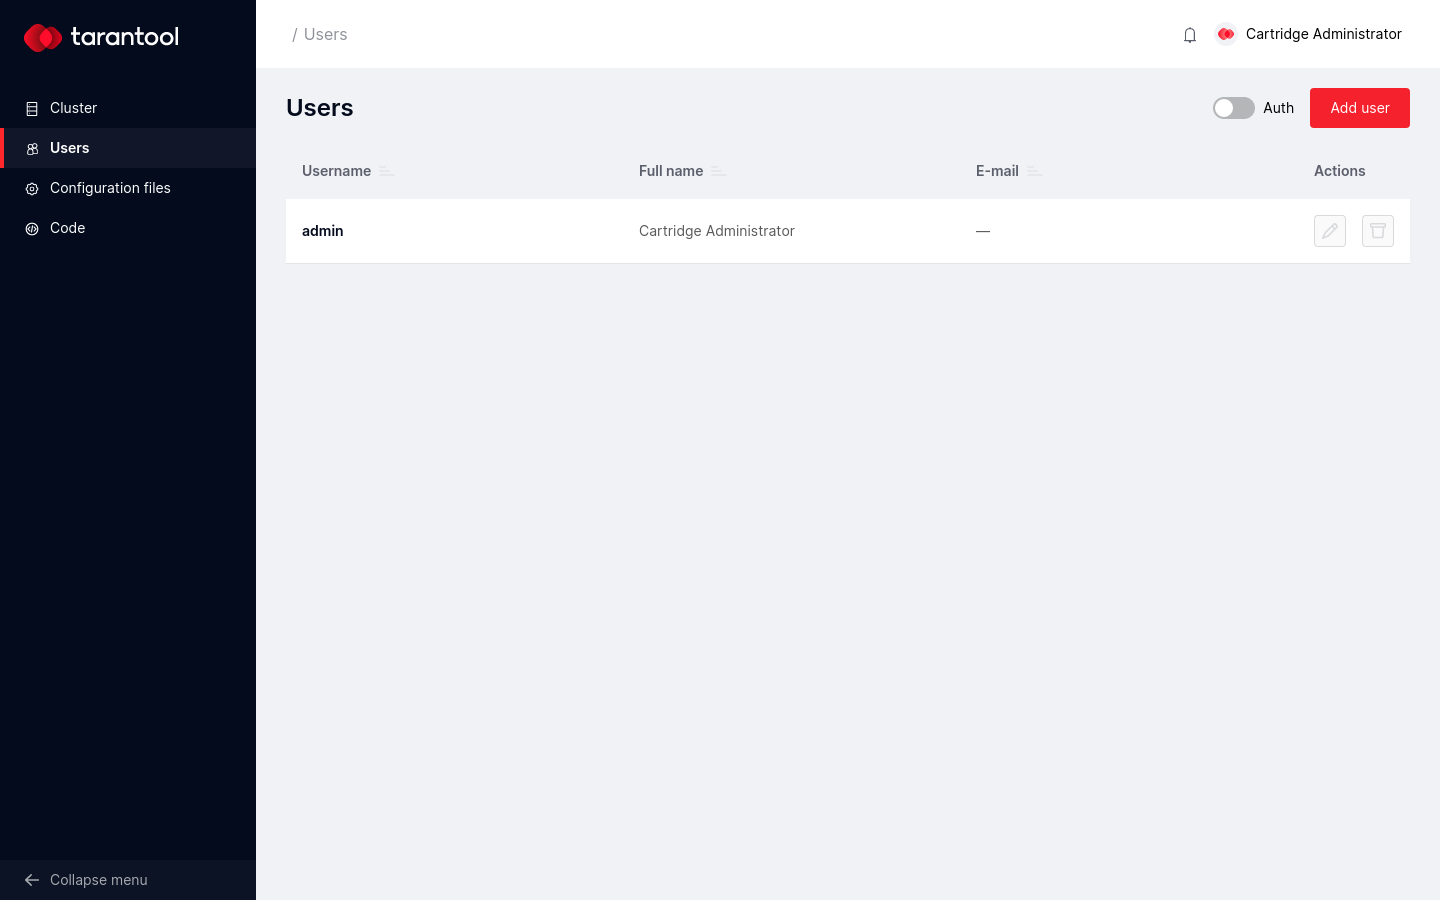 tarantool
/ Users
Cartridge Administrator
Cluster
Users
Configuration files
Code
Users
Auth
Add user
Username
Full name
E-mail
Actions
admin
Cartridge Administrator
—
Collapse menu